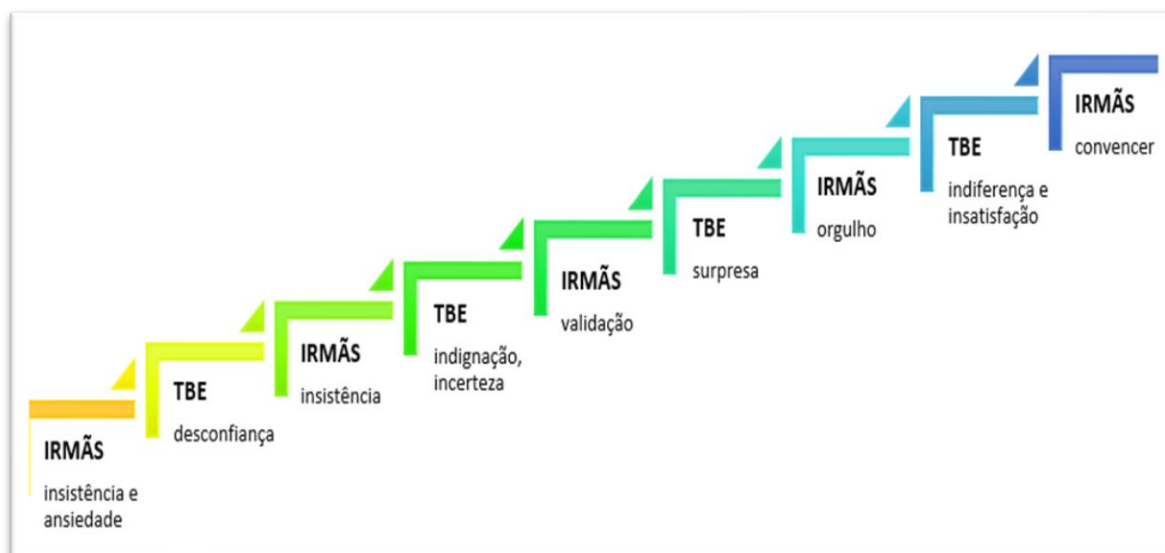 IRMÃS
insistência e
ansiedade
TBE
desconfiança
IRMÃS
insistência
TBE
indignação,
incerteza
IRMÃS
validação
TBE
surpresa
IRMÃS
orgulho
TBE
indiferença e
insatisfação
IRMÃS
convencer